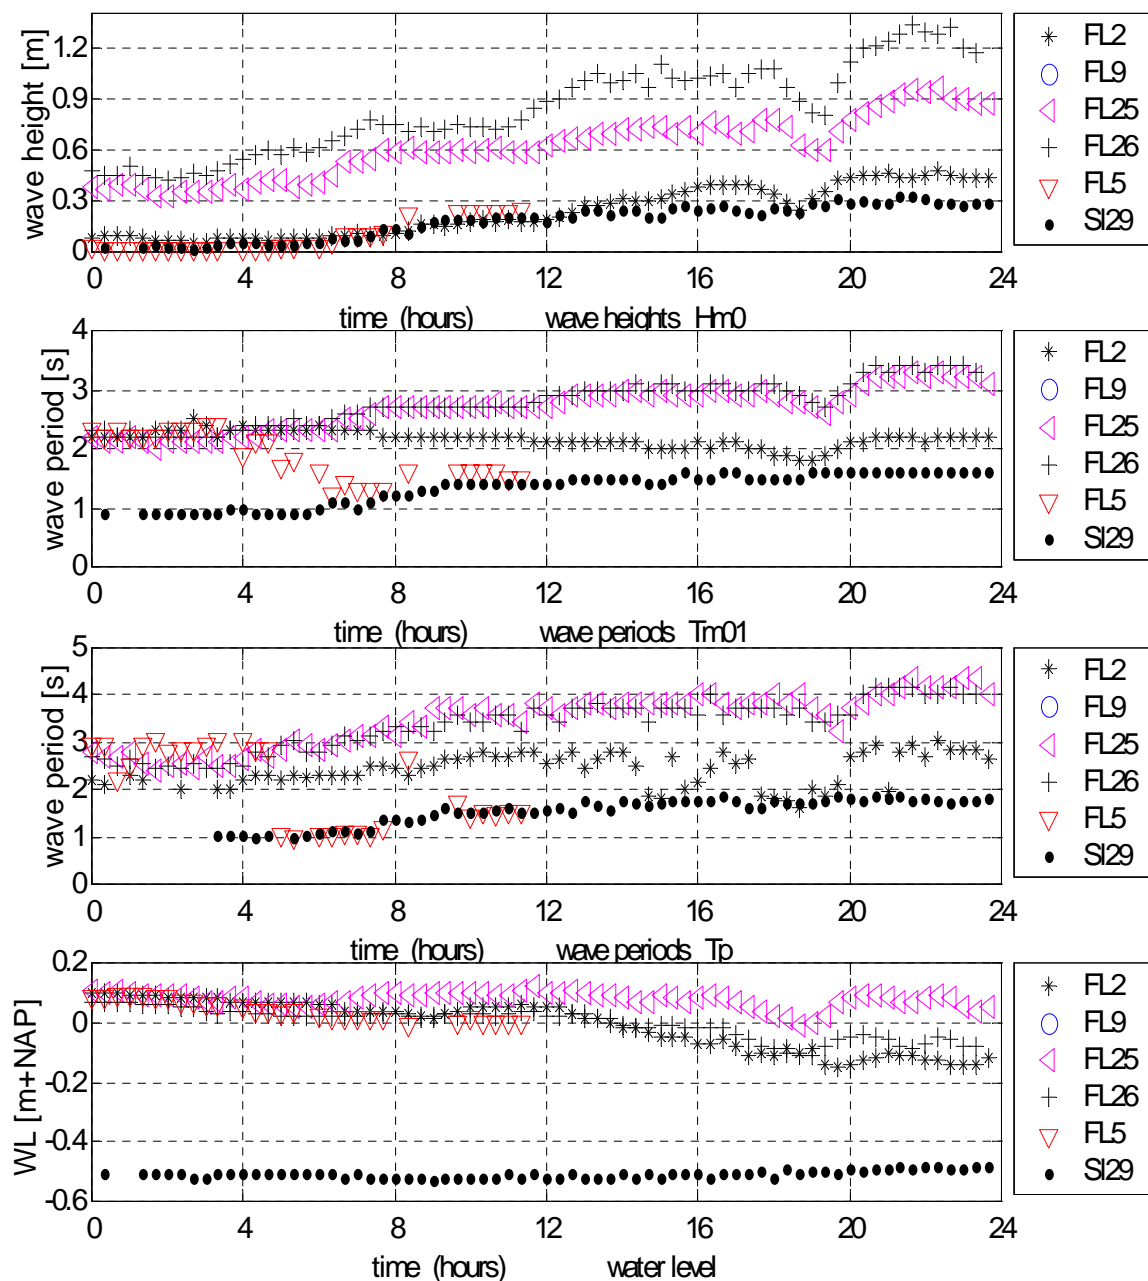 wave height [m]
1.2
0.9
0.6
0.3
0
0 4 8 12 16 20 24
time (hours) wave heights Hm0
FL2
FL9
FL25
FL26
FL5
SI29
wave period [s]
4
3
2
1
0
0 4 8 12 16 20 24
time (hours) wave periods Tm01
FL2
FL9
FL25
FL26
FL5
SI29
wave period [s]
5
4
3
2
1
0
0 4 8 12 16 20 24
time (hours) wave periods Tp
FL2
FL9
FL25
FL26
FL5
SI29
WL [m+NAP]
0.2
0
-0.2
-0.4
-0.6
0 4 8 12 16 20 24
time (hours) water level
FL2
FL9
FL25
FL26
FL5
SI29